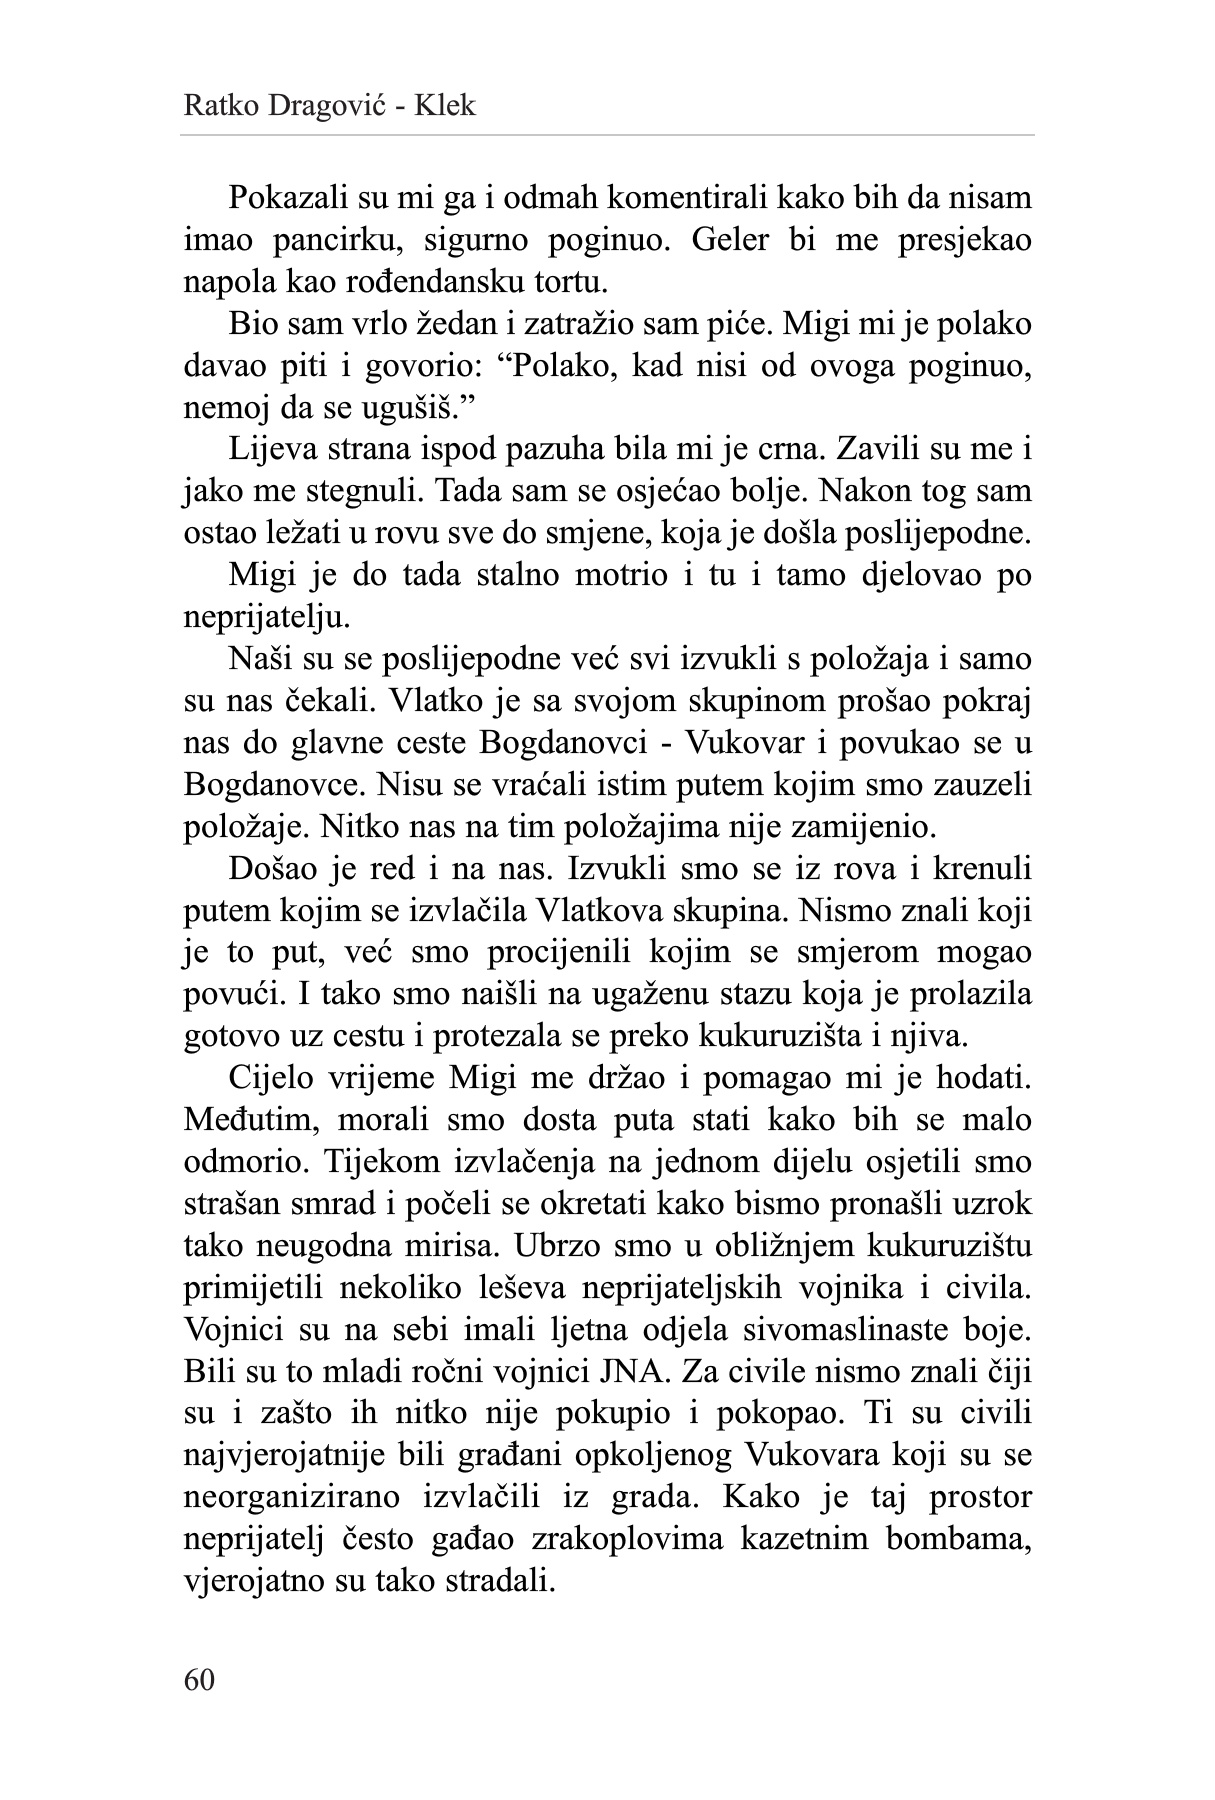 Ratko Dragović - Klek
Pokazali su mi ga i odmah komentirali kako bih da nisam
imao pancirku, sigurno poginuo. Geler bi me presjekao
napola kao rođendansku tortu.
Bio sam vrlo žedan i zatražio sam piće. Migi mi je polako
davao piti i govorio: “Polako, kad nisi od ovoga poginuo,
nemoj da se ugušiš.”
Lijeva strana ispod pazuha bila mi je crna. Zavili su me i
jako me stegnuli. Tada sam se osjećao bolje. Nakon tog sam
ostao ležati u rovu sve do smjene, koja je došla poslijepodne.
Migi je do tada stalno motrio i tu i tamo djelovao po
neprijatelju.
Naši su se poslijepodne već svi izvukli s položaja i samo
su nas čekali. Vlatko je sa svojom skupinom prošao pokraj
nas do glavne ceste Bogdanovci - Vukovar i povukao se u
Bogdanovce. Nisu se vraćali istim putem kojim smo zauzeli
položaje. Nitko nas na tim položajima nije zamijenio.
Došao je red i na nas. Izvukli smo se iz rova i krenuli
putem kojim se izvlačila Vlatkova skupina. Nismo znali koji
je to put, već smo procijenili kojim se smjerom mogao
povući. I tako smo naišli na ugaženu stazu koja je prolazila
gotovo uz cestu i protezala se preko kukuruzišta i njiva.
Cijelo vrijeme Migi me držao i pomagao mi je hodati.
Međutim, morali smo dosta puta stati kako bih se malo
odmorio. Tijekom izvlačenja na jednom dijelu osjetili smo
strašan smrad i počeli se okretati kako bismo pronašli uzrok
tako neugodna mirisa. Ubrzo smo u obližnjem kukuruzištu
primijetili nekoliko leševa neprijateljskih vojnika i civila.
Vojnici su na sebi imali ljetna odjela sivomaslinaste boje.
Bili su to mladi ročni vojnici JNA. Za civile nismo znali čiji
su i zašto ih nitko nije pokupio i pokopao. Ti su civili
najvjerojatnije bili građani opkoljenog Vukovara koji su se
neorganizirano izvlačili iz grada. Kako je taj prostor
neprijatelj često gađao zrakoplovima kazetnim bombama,
vjerojatno su tako stradali.
60